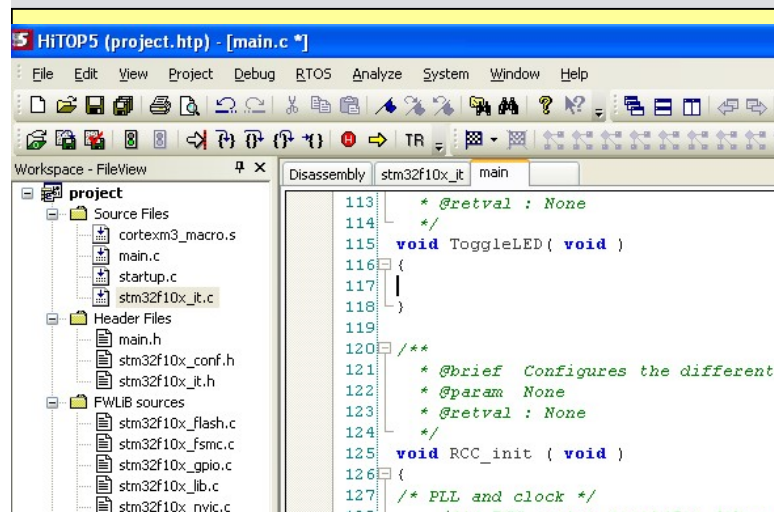 HiTOP5 (project.htp) - [main.c *]
File Edit View Project Debug RTOS Analyze System Window Help
TR
Workspace - FileView
Disassembly stm32f10x_it main
project
Source Files
cortexm3_macro.s
main.c
startup.c
stm32f10x_it.c
Header Files
main.h
stm32f10x_conf.h
stm32f10x_it.h
FWLiB sources
stm32f10x_flash.c
stm32f10x_fsmc.c
stm32f10x_gpio.c
stm32f10x_lib.c
stm32f10x_nvic.c
113 * @retval : None
114 */
115 void ToggleLED( void )
116 {
117
118 }
119
120 /**
121 * @brief Configures the different
122 * @param None
123 * @retval : None
124 */
125 void RCC_init ( void )
126 {
127 /* PLL and clock */